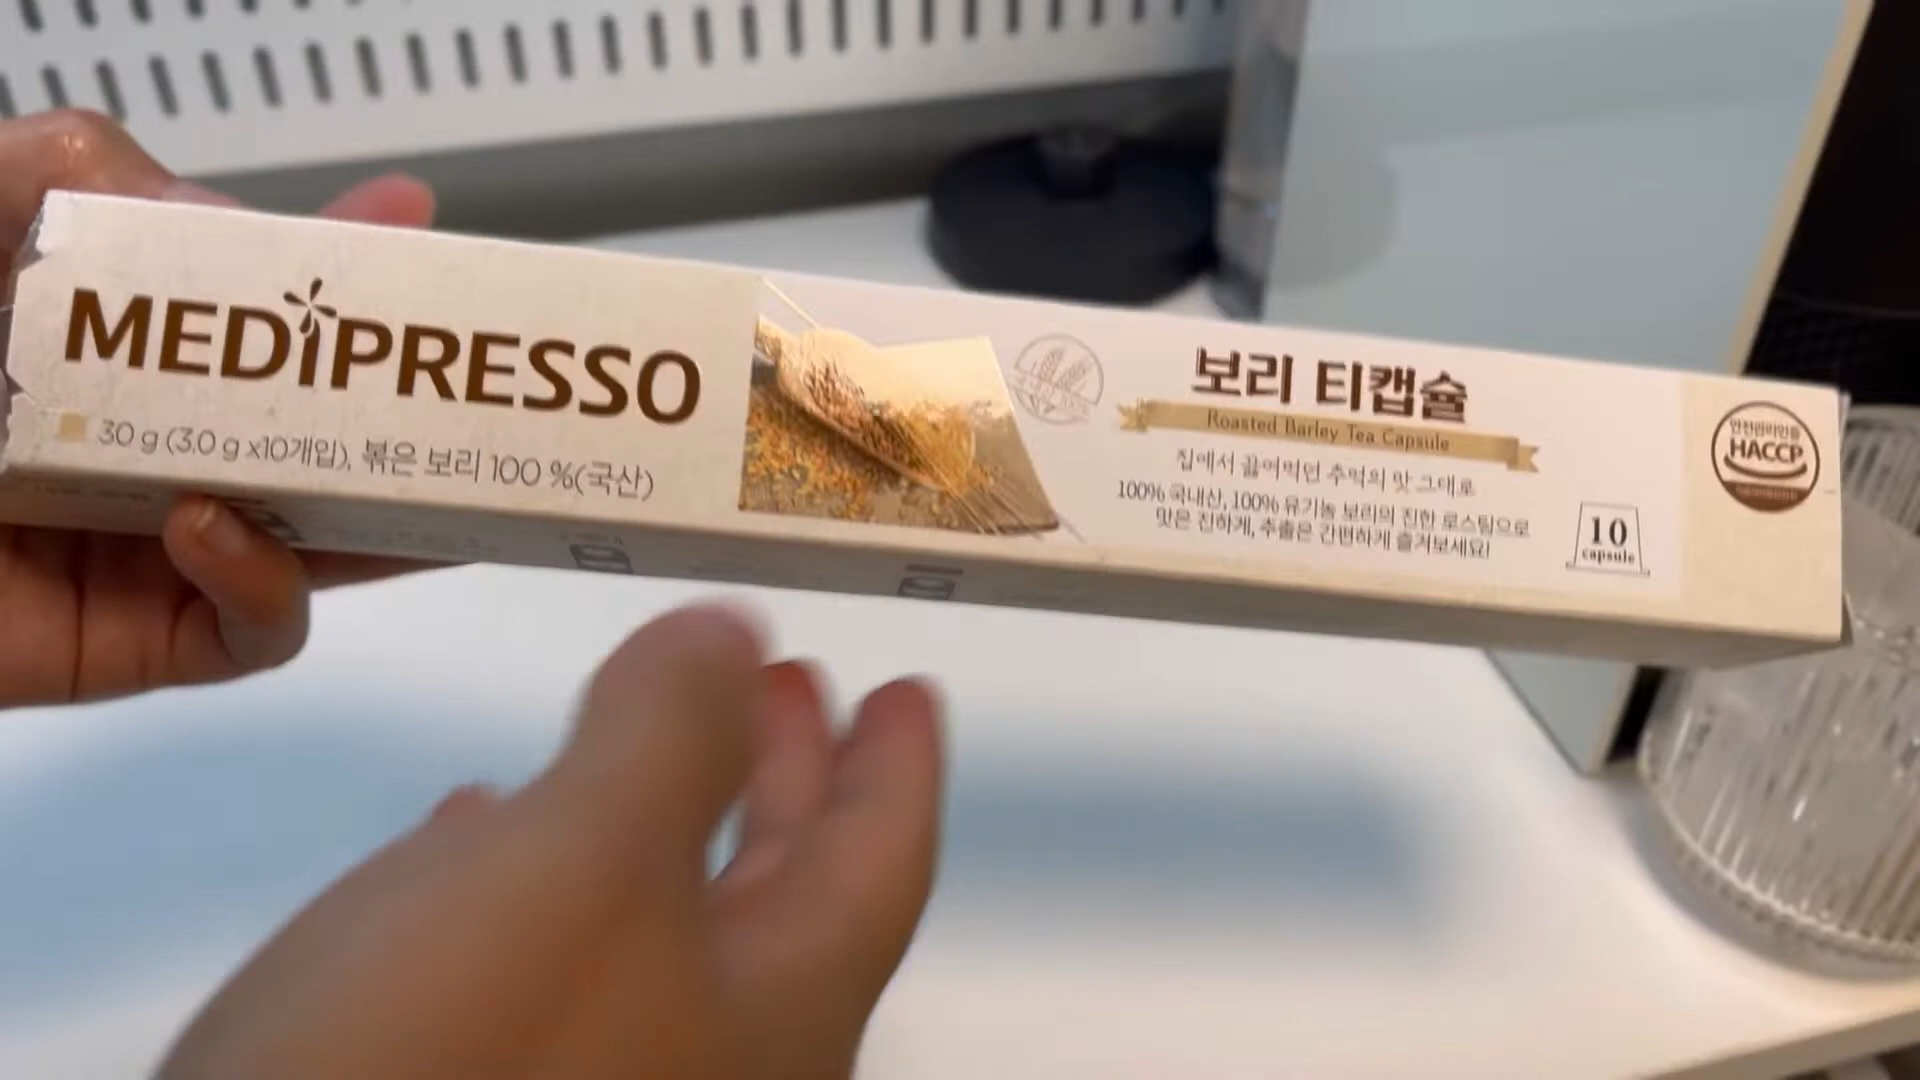 MEDIPRESSO
30 g (3.0 g x10개입), 볶은 보리 100 %(국산)
보리 티캡슐
Roasted Barley Tea Capsule
집에서 끓여먹던 추억의 맛 그대로
100% 국내산, 100% 유기농 보리의 진한 로스팅으로
맛은 진하게, 추출은 간편하게 즐겨보세요!
10
capsule
안전관리인증
HACCP